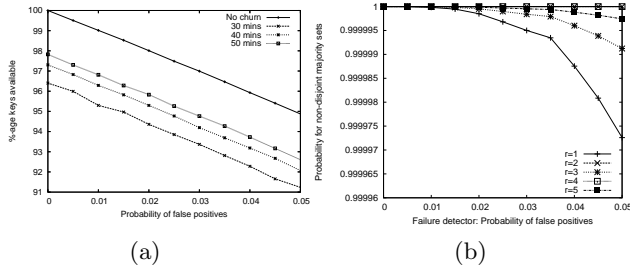 %-age keys available
100
99
98
97
96
95
94
93
92
91
No churn
30 mins
40 mins
50 mins
0
0.01
0.02
0.03
0.04
0.05
Probability of false positives
(a)
Probability for non-disjoint majority sets
1
0.999995
0.99999
0.999985
0.99998
0.999975
0.99997
0.999965
0.99996
r=1
r=2
r=3
r=4
r=5
0
0.01
0.02
0.03
0.04
0.05
Failure detector: Probability of false positives
(b)